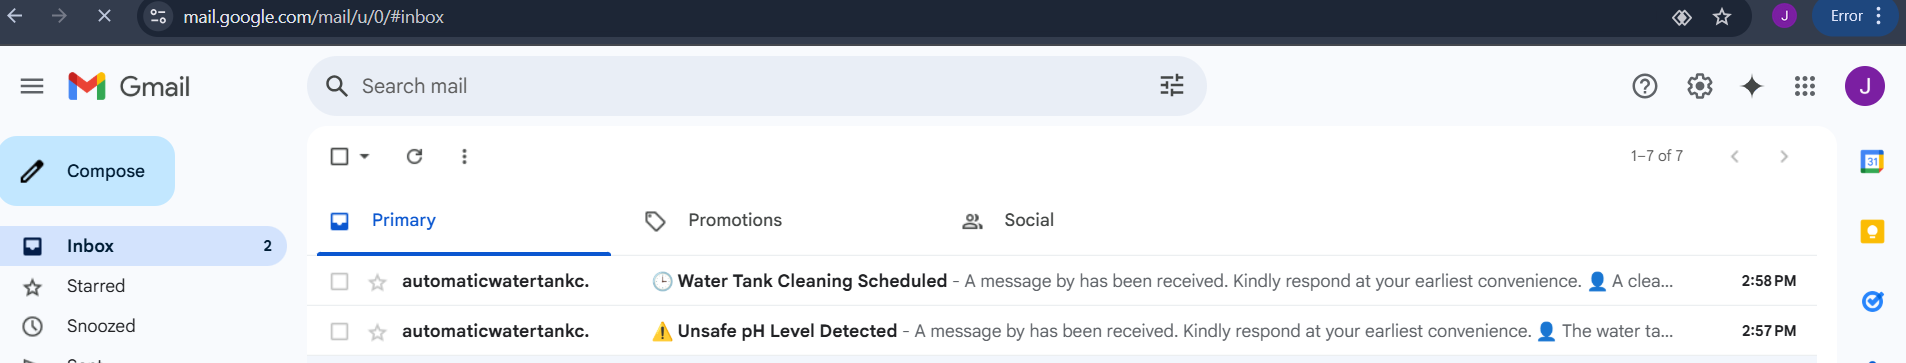 mail.google.com/mail/u/0/#inbox
J
Error
Gmail
Search mail
J
Compose
1–7 of 7
31
Primary
Promotions
Social
Inbox 2
automaticwatertankc. 🕒 Water Tank Cleaning Scheduled - A message by has been received. Kindly respond at your earliest convenience. 👤 A clea... 2:58 PM
Starred
Snoozed
automaticwatertankc. ⚠️ Unsafe pH Level Detected - A message by has been received. Kindly respond at your earliest convenience. 👤 The water ta... 2:57 PM